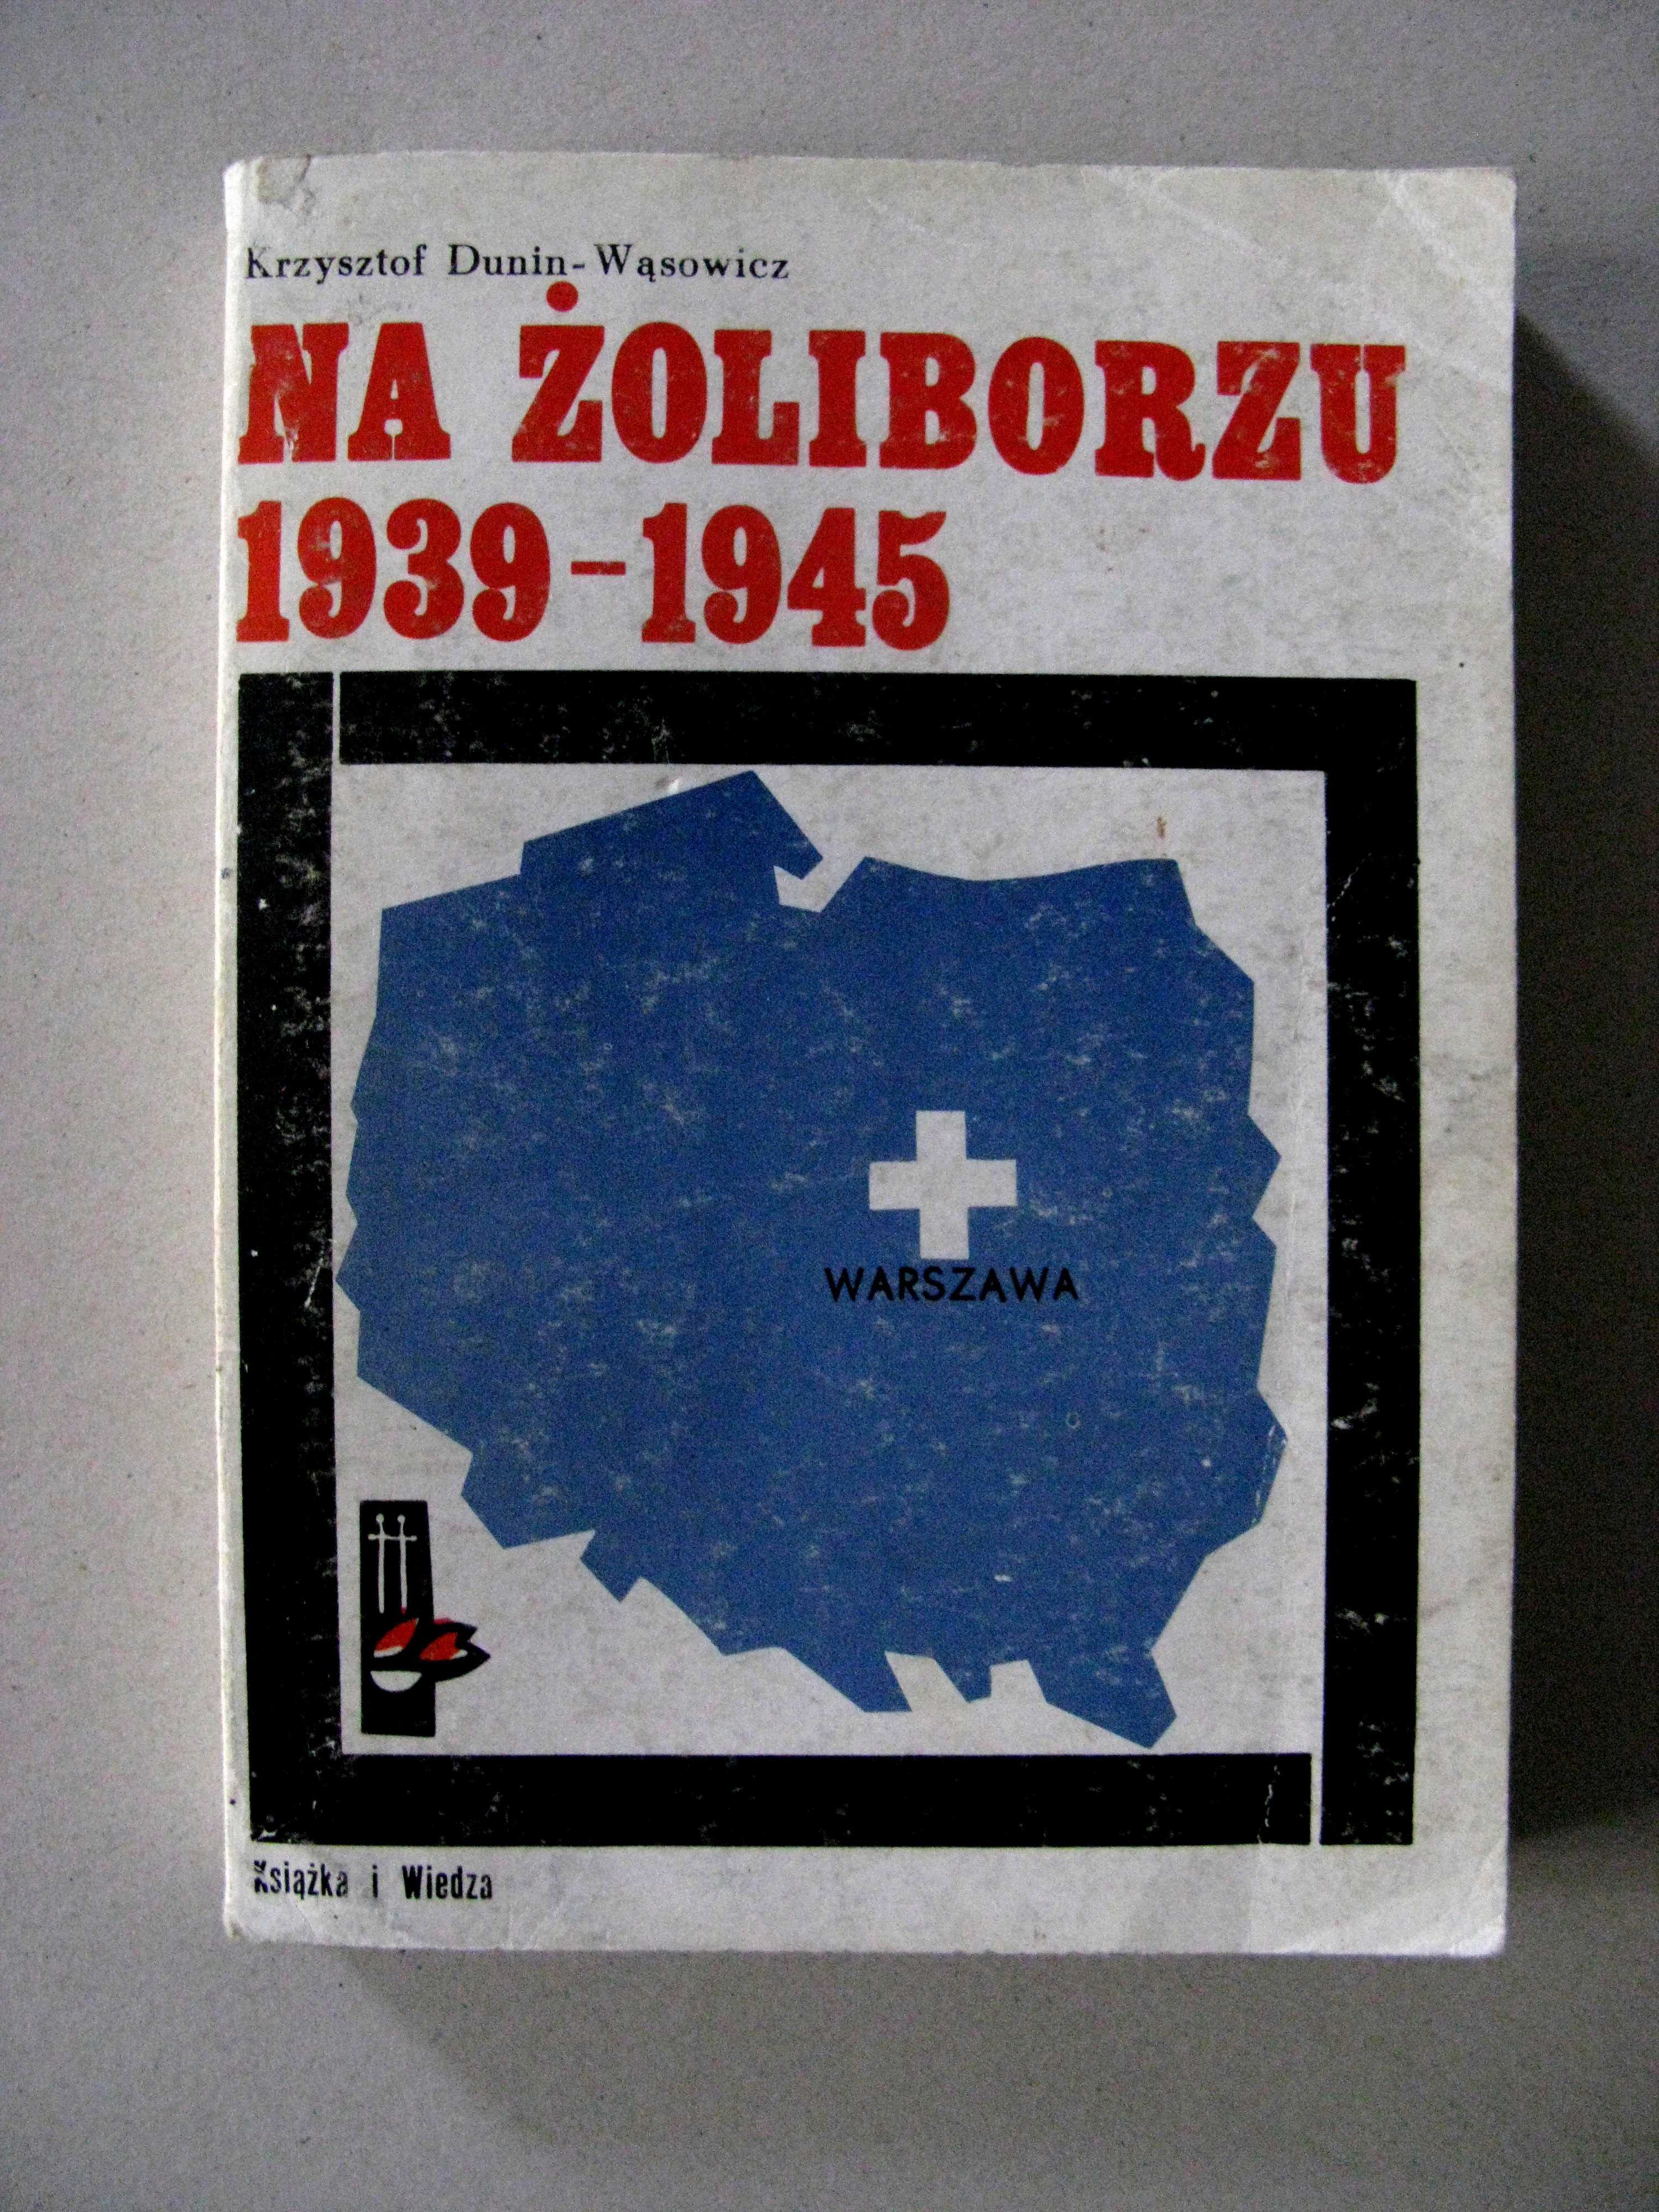 Krzysztof Dunin-Wąsowicz
NA ŻOLIBORZU
1939-1945
WARSZAWA
Książka i Wiedza